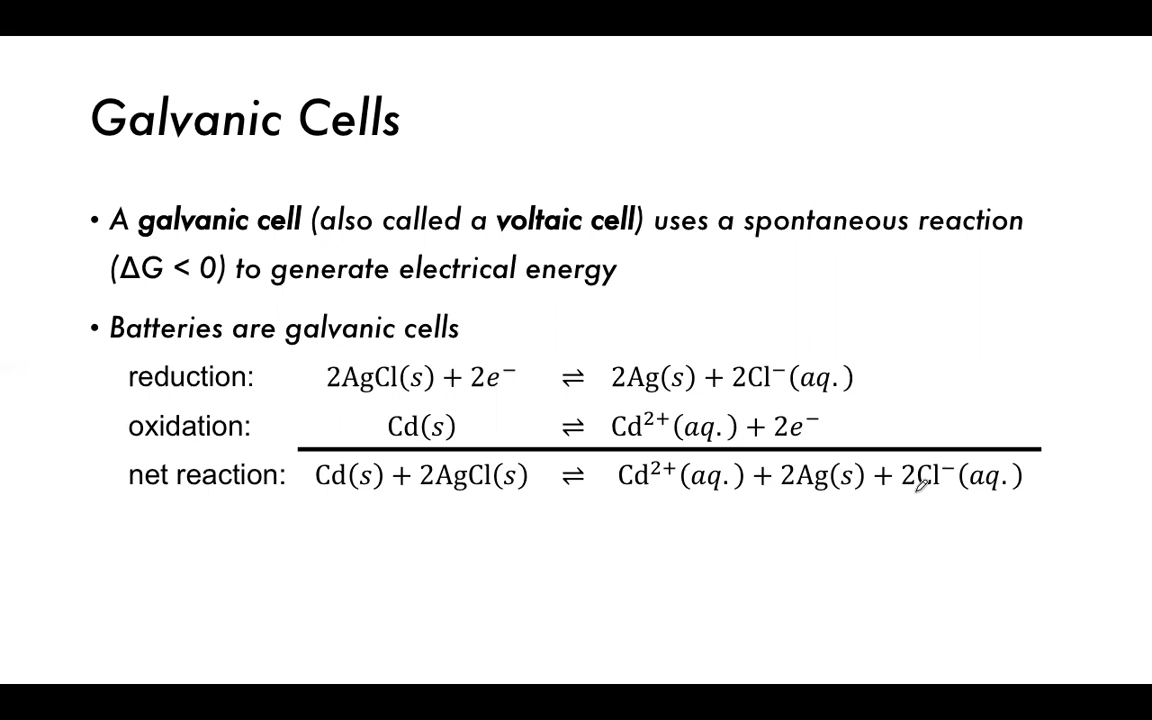 Galvanic Cells
• A galvanic cell (also called a voltaic cell) uses a spontaneous reaction
(ΔG < 0) to generate electrical energy
• Batteries are galvanic cells
reduction: 2AgCl(s) + 2e⁻ ⇌ 2Ag(s) + 2Cl⁻(aq.)
oxidation: Cd(s) ⇌ Cd²⁺(aq.) + 2e⁻
net reaction: Cd(s) + 2AgCl(s) ⇌ Cd²⁺(aq.) + 2Ag(s) + 2Cl⁻(aq.)